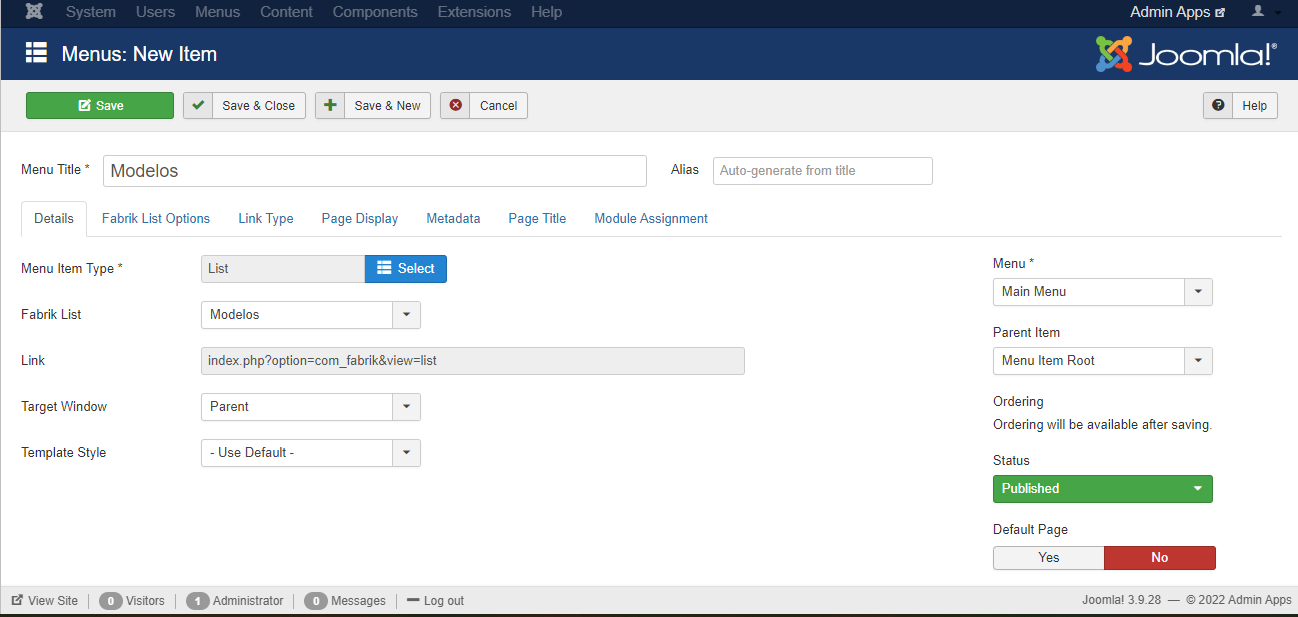 System Users Menus Content Components Extensions Help Admin Apps
Menus: New Item Joomla!®
Save Save & Close Save & New Cancel Help
Menu Title * Modelos Alias Auto-generate from title
Details Fabrik List Options Link Type Page Display Metadata Page Title Module Assignment
Menu Item Type * List Select
Fabrik List Modelos
Link index.php?option=com_fabrik&view=list
Target Window Parent
Template Style - Use Default -
Menu *
Main Menu
Parent Item
Menu Item Root
Ordering
Ordering will be available after saving.
Status
Published
Default Page
Yes No
View Site 0 Visitors 1 Administrator 0 Messages Log out Joomla! 3.9.28 — © 2022 Admin Apps